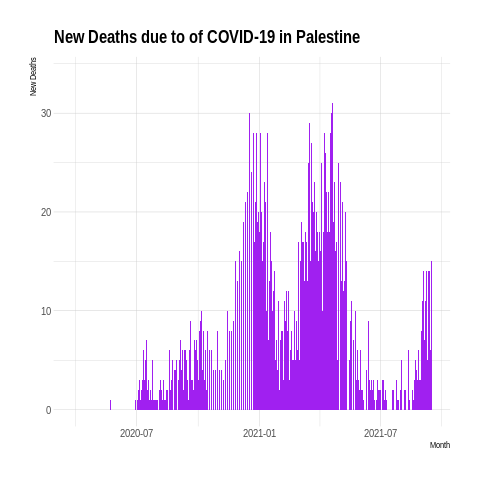 New Deaths due to of COVID-19 in Palestine
New Deaths
30
20
10
0
2020-07
2021-01
2021-07
Month